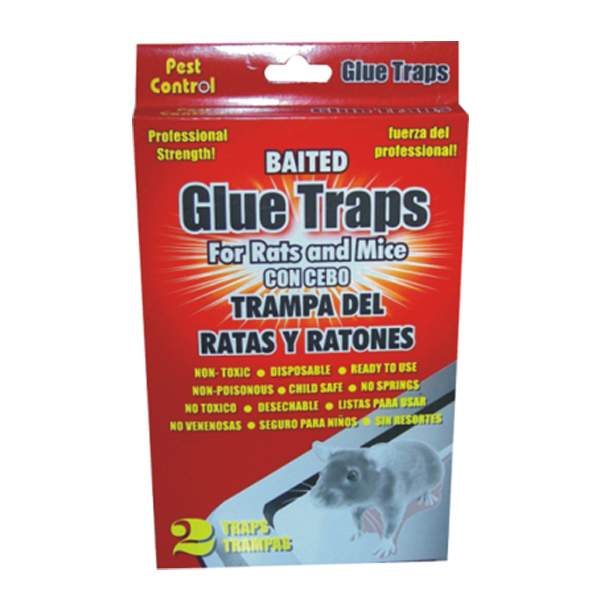 Pest
Control
Glue Traps
Professional
Strength!
fuerza del
professional!
BAITED
Glue Traps
For Rats and Mice
CON CEBO
TRAMPA DEL
RATAS Y RATONES
NON-TOXIC • DISPOSABLE • READY TO USE
NON-POISONOUS • CHILD SAFE • NO SPRINGS
NO TOXICO • DESECHABLE • LISTAS PARA USAR
NO VENENOSAS • SEGURO PARA NIÑOS • SIN RESORTES
2 TRAPS
TRAMPAS